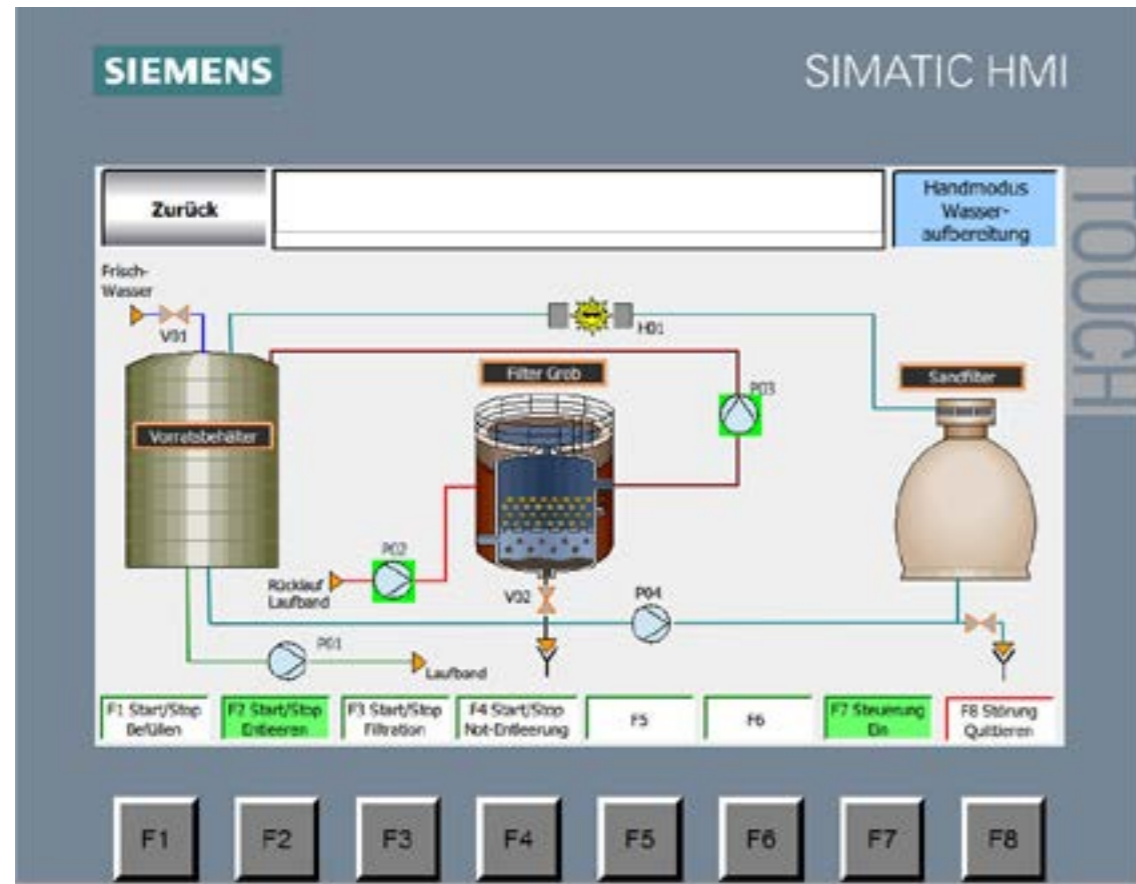 SIEMENS
SIMATIC HMI
TOUCH
Zurück
Handmodus
Wasser-
aufbereitung
Frisch-
Wasser
V01
H01
Filter Grob
P03
Sandfilter
Vorratsbehälter
P02
Rücklauf
Laufband
V02
P04
P01
Laufband
F1 Start/Stop
Befüllen
F2 Start/Stop
Entleeren
F3 Start/Stop
Filtration
F4 Start/Stop
Not-Entleerung
F5
F6
F7 Steuerung
Ein
F8 Störung
Quittieren
F1
F2
F3
F4
F5
F6
F7
F8